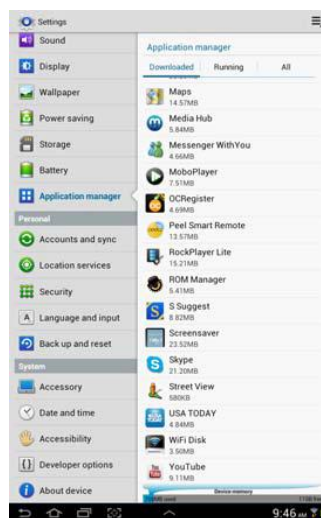 Settings
Sound
Display
Wallpaper
Power saving
Storage
Battery
Application manager
Personal
Accounts and sync
Location services
Security
Language and input
Back up and reset
System
Accessory
Date and time
Accessibility
Developer options
About device
Application manager
Downloaded Running All
Maps
14.57MB
Media Hub
5.84MB
Messenger WithYou
4.66MB
MoboPlayer
7.51MB
OCRegister
4.69MB
Peel Smart Remote
13.57MB
RockPlayer Lite
15.21MB
ROM Manager
5.41MB
S Suggest
8.82MB
Screensaver
23.52MB
Skype
21.20MB
Street View
580KB
USA TODAY
4.84MB
WiFi Disk
3.50MB
YouTube
9.11MB
Device memory
used
9:46 AM